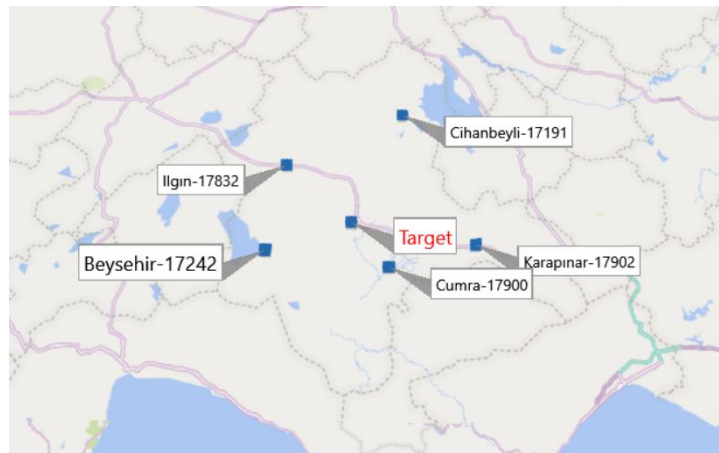 Cihanbeyli-17191
Ilgın-17832
Target
Beysehir-17242
Karapınar-17902
Cumra-17900